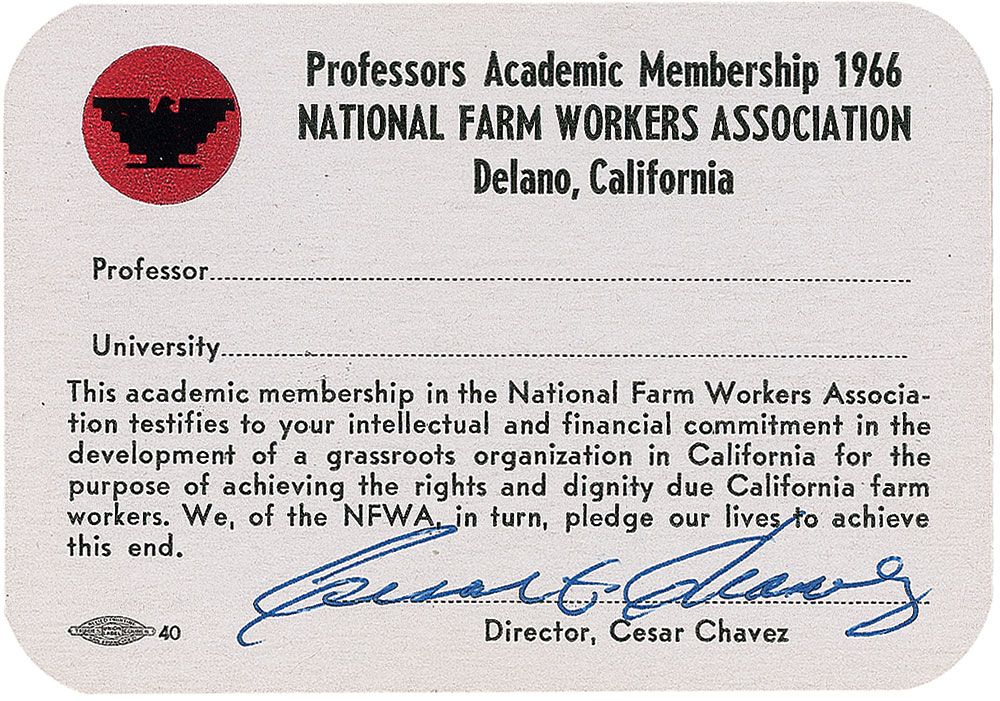 Professors Academic Membership 1966
NATIONAL FARM WORKERS ASSOCIATION
Delano, California
Professor
University
This academic membership in the National Farm Workers Associa-
tion testifies to your intellectual and financial commitment in the
development of a grassroots organization in California for the
purpose of achieving the rights and dignity due California farm
workers. We, of the NFWA, in turn, pledge our lives to achieve
this end.
Cesar E. Chavez
Director, Cesar Chavez
40